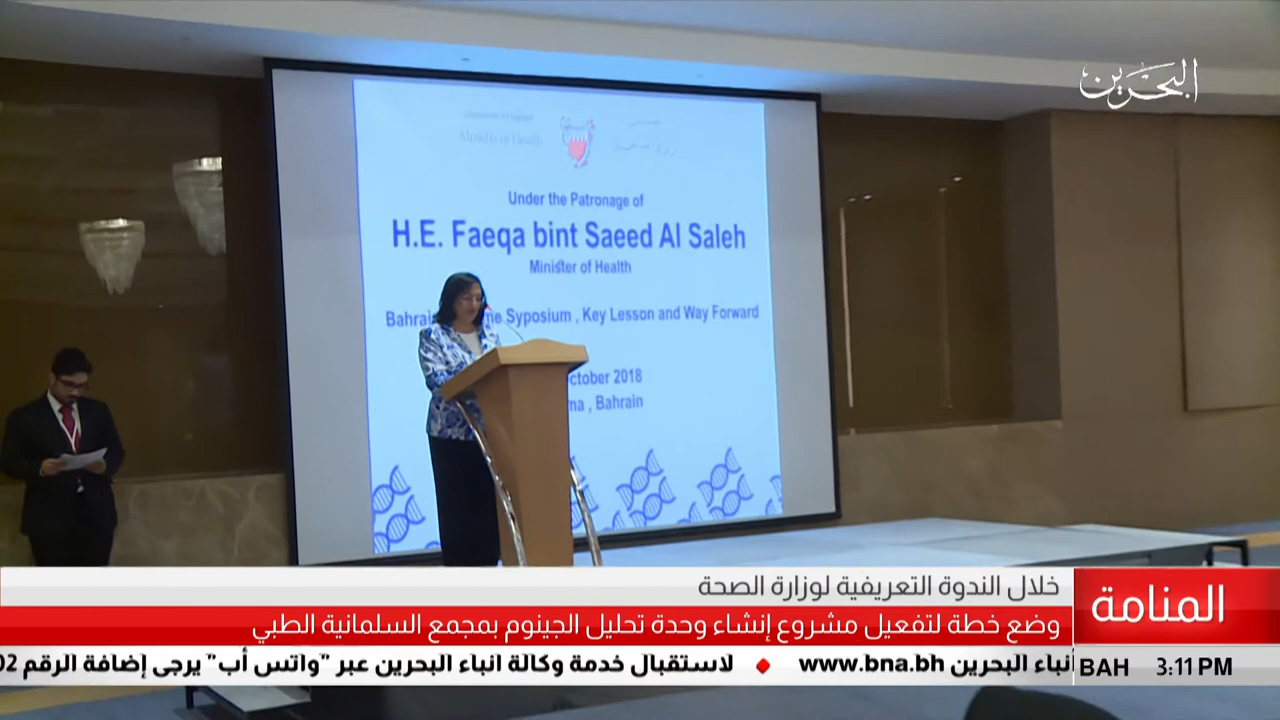 البحرين
Ministry of Health
Under the Patronage of
H.E. Faeqa bint Saeed Al Saleh
Minister of Health
Syposium , Key Lesson and Way Forward
2018
, Bahrain
خلال الندوة التعريفية لوزارة الصحة
المنامة
وضع خطة لتفعيل مشروع إنشاء وحدة تحليل الجينوم بمجمع السلمانية الطبي
انباء البحرين www.bna.bh ♦ لاستقبال خدمة وكالة انباء البحرين عبر "واتس أب" يرجى إضافة الرقم
BAH 3:11 PM